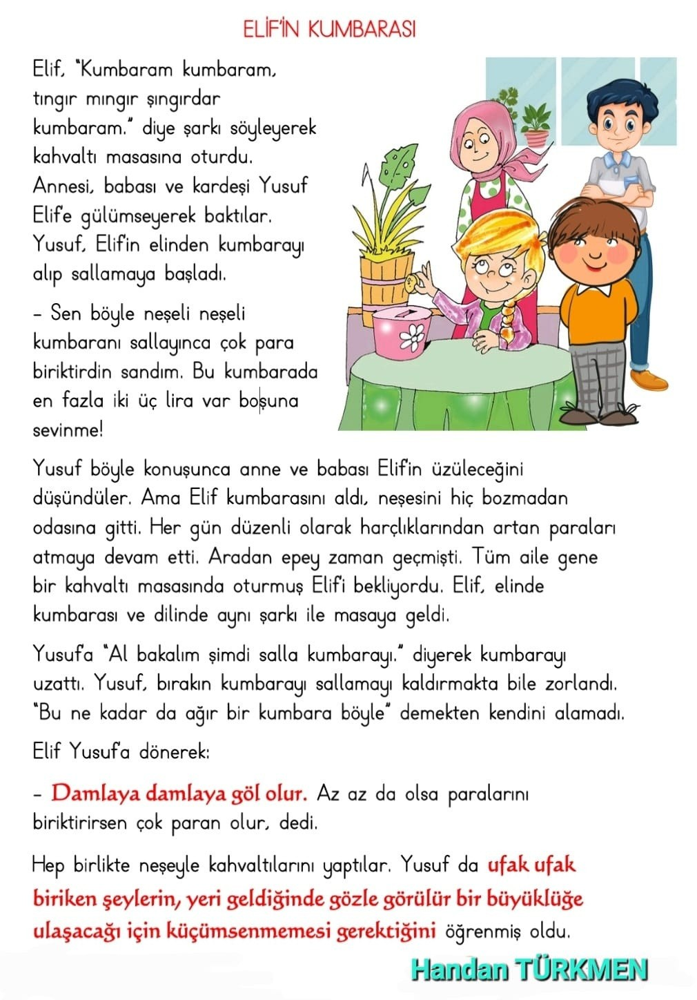 ELİF'İN KUMBARASI
Elif, "Kumbaram kumbaram,
tıngır mıngır şıngırdar
kumbaram." diye şarkı söyleyerek
kahvaltı masasına oturdu.
Annesi, babası ve kardeşi Yusuf
Elif'e gülümseyerek baktılar.
Yusuf, Elif'in elinden kumbarayı
alıp sallamaya başladı.
- Sen böyle neşeli neşeli
kumbaranı sallayınca çok para
biriktirdin sandım. Bu kumbarada
en fazla iki üç lira var boşuna
sevinme!
Yusuf böyle konuşunca anne ve babası Elif'in üzüleceğini
düşündüler. Ama Elif kumbarasını aldı, neşesini hiç bozmadan
odasına gitti. Her gün düzenli olarak harçlıklarından artan paraları
atmaya devam etti. Aradan epey zaman geçmişti. Tüm aile gene
bir kahvaltı masasında oturmuş Elif'i bekliyordu. Elif, elinde
kumbarası ve dilinde aynı şarkı ile masaya geldi.
Yusuf'a "Al bakalım şimdi salla kumbarayı." diyerek kumbarayı
uzattı. Yusuf, bırakın kumbarayı sallamayı kaldırmakta bile zorlandı.
"Bu ne kadar da ağır bir kumbara böyle" demekten kendini alamadı.
Elif Yusuf'a dönerek:
- Damlaya damlaya göl olur. Az az da olsa paralarını
biriktirirsen çok paran olur, dedi.
Hep birlikte neşeyle kahvaltılarını yaptılar. Yusuf da ufak ufak
biriken şeylerin, yeri geldiğinde gözle görülür bir büyüklüğe
ulaşacağı için küçümsenmemesi gerektiğini öğrenmiş oldu.
Handan TÜRKMEN